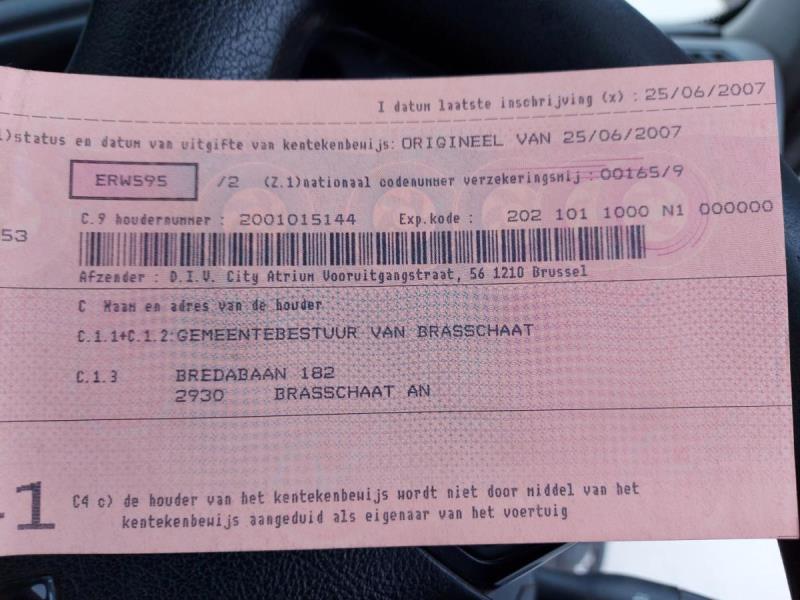 I datum laatste inschrijving (x) : 25/06/2007
)status en datum van uitgifte van kentekenbewijs: ORIGINEEL VAN 25/06/2007
ERW595 /2 (Z.1)nationaal codenummer verzekeringsmij : 00165/9
C.9 houdernummer : 2001015144 Exp.kode : 202 101 1000 N1 000000
53
Afzender : D.I.V. City Atrium Vooruitgangstraat, 56 1210 Brussel
C Naam en adres van de houder
C.1.1+C.1.2:GEMEENTEBESTUUR VAN BRASSCHAAT
C.1.3 BREDABAAN 182
2930 BRASSCHAAT AN
1 C4 c) de houder van het kentekenbewijs wordt niet door middel van het
kentekenbewijs aangeduid als eigenaar van het voertuig